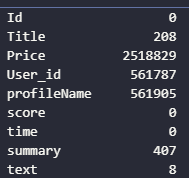 Id 0
Title 208
Price 2518829
User_id 561787
profileName 561905
score 0
time 0
summary 407
text 8